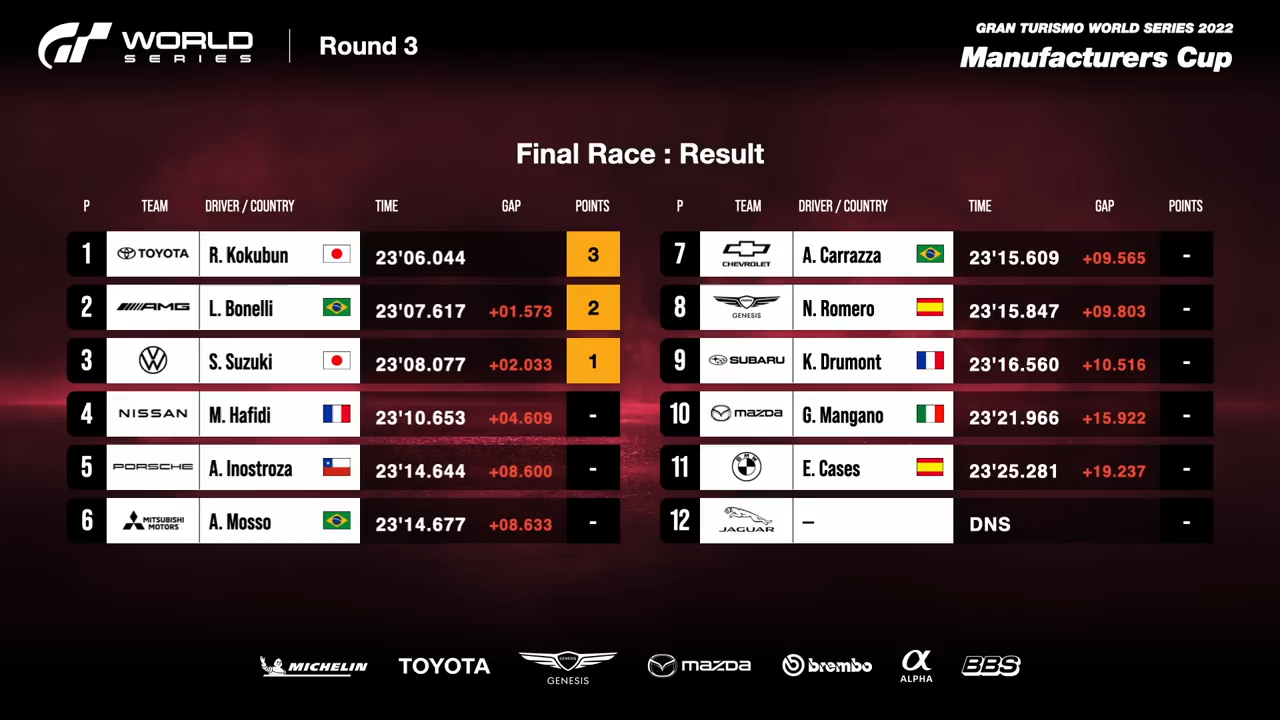 GT WORLD SERIES | Round 3
GRAN TURISMO WORLD SERIES 2022
Manufacturers Cup
Final Race : Result
P TEAM DRIVER / COUNTRY TIME GAP POINTS
1 TOYOTA R. Kokubun 23'06.044 3
2 AMG L. Bonelli 23'07.617 +01.573 2
3 VW S. Suzuki 23'08.077 +02.033 1
4 NISSAN M. Hafidi 23'10.653 +04.609 -
5 PORSCHE A. Inostroza 23'14.644 +08.600 -
6 MITSUBISHI MOTORS A. Mosso 23'14.677 +08.633 -
P TEAM DRIVER / COUNTRY TIME GAP POINTS
7 CHEVROLET A. Carrazza 23'15.609 +09.565 -
8 GENESIS N. Romero 23'15.847 +09.803 -
9 SUBARU K. Drumont 23'16.560 +10.516 -
10 mazda G. Mangano 23'21.966 +15.922 -
11 BMW E. Cases 23'25.281 +19.237 -
12 JAGUAR – DNS -
MICHELIN TOYOTA GENESIS GENESIS mazda brembo α ALPHA BBS